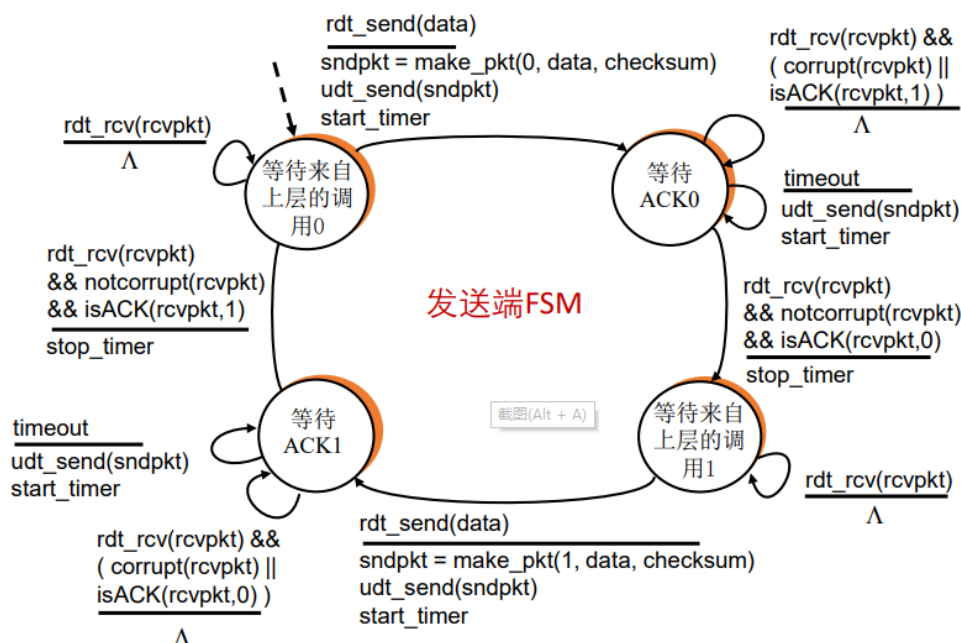 rdt_send(data)
sndpkt = make_pkt(0, data, checksum)
udt_send(sndpkt)
start_timer
rdt_rcv(rcvpkt) &&
( corrupt(rcvpkt) ||
isACK(rcvpkt,1) )
Λ
rdt_rcv(rcvpkt)
Λ
等待来自
上层的调
用0
等待
ACK0
timeout
udt_send(sndpkt)
start_timer
rdt_rcv(rcvpkt)
&& notcorrupt(rcvpkt)
&& isACK(rcvpkt,1)
stop_timer
发送端FSM
rdt_rcv(rcvpkt)
&& notcorrupt(rcvpkt)
&& isACK(rcvpkt,0)
stop_timer
timeout
udt_send(sndpkt)
start_timer
等待
ACK1
截图(Alt + A)
等待来自
上层的调
用1
rdt_rcv(rcvpkt)
Λ
rdt_rcv(rcvpkt) &&
( corrupt(rcvpkt) ||
isACK(rcvpkt,0) )
Λ
rdt_send(data)
sndpkt = make_pkt(1, data, checksum)
udt_send(sndpkt)
start_timer